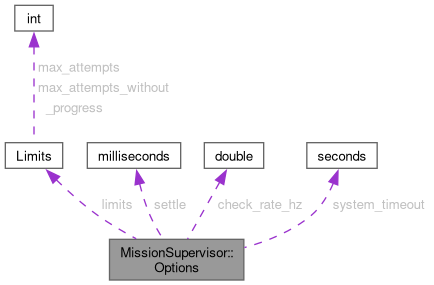 int
max_attempts
max_attempts_without
_progress
Limits
milliseconds
double
seconds
limits
settle
check_rate_hz
system_timeout
MissionSupervisor::
Options